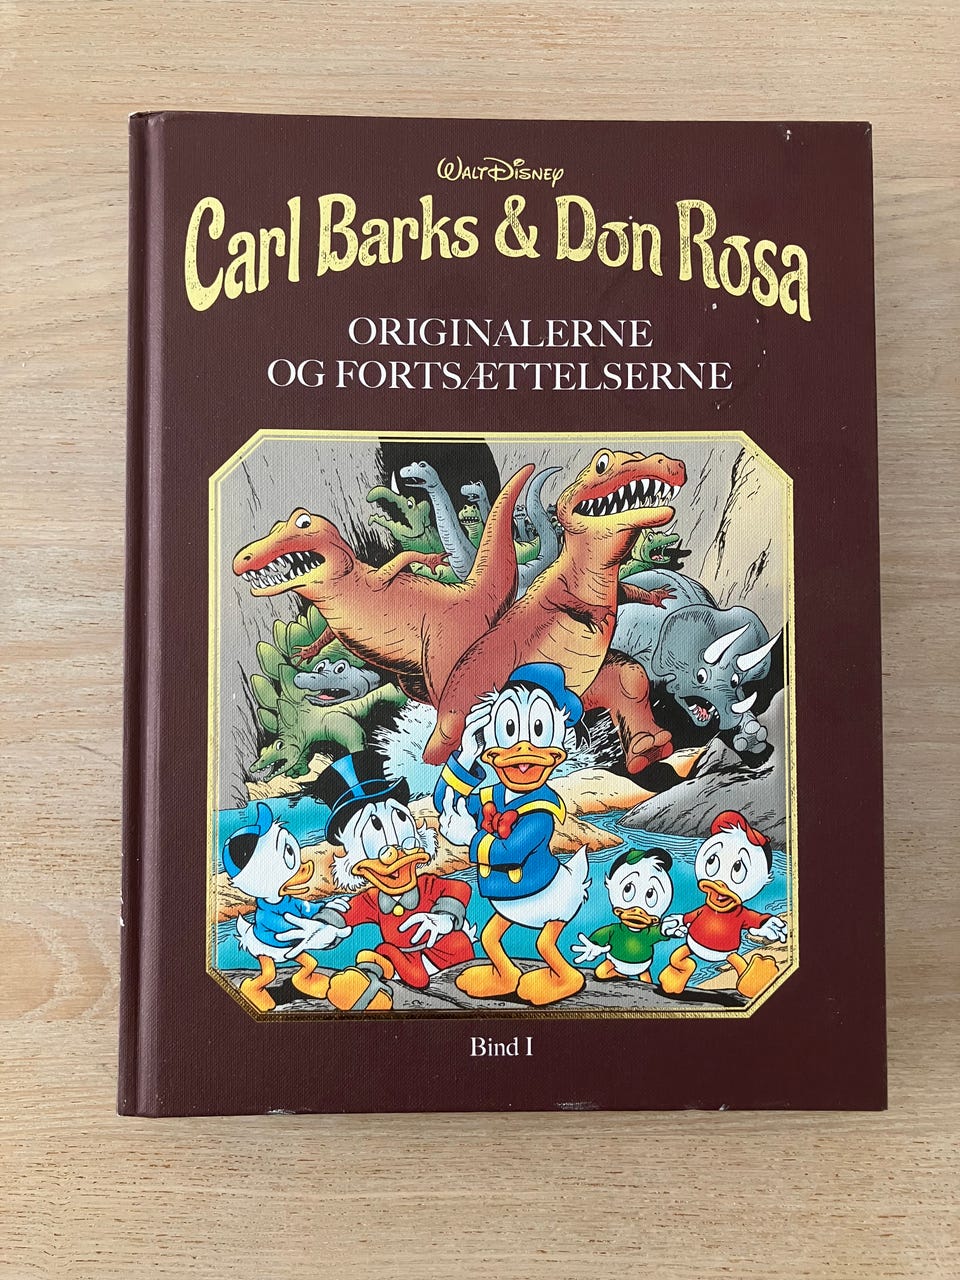 Walt Disney
Carl Barks & Don Rosa
ORIGINALERNE
OG FORTSÆTTELSERNE
Bind I